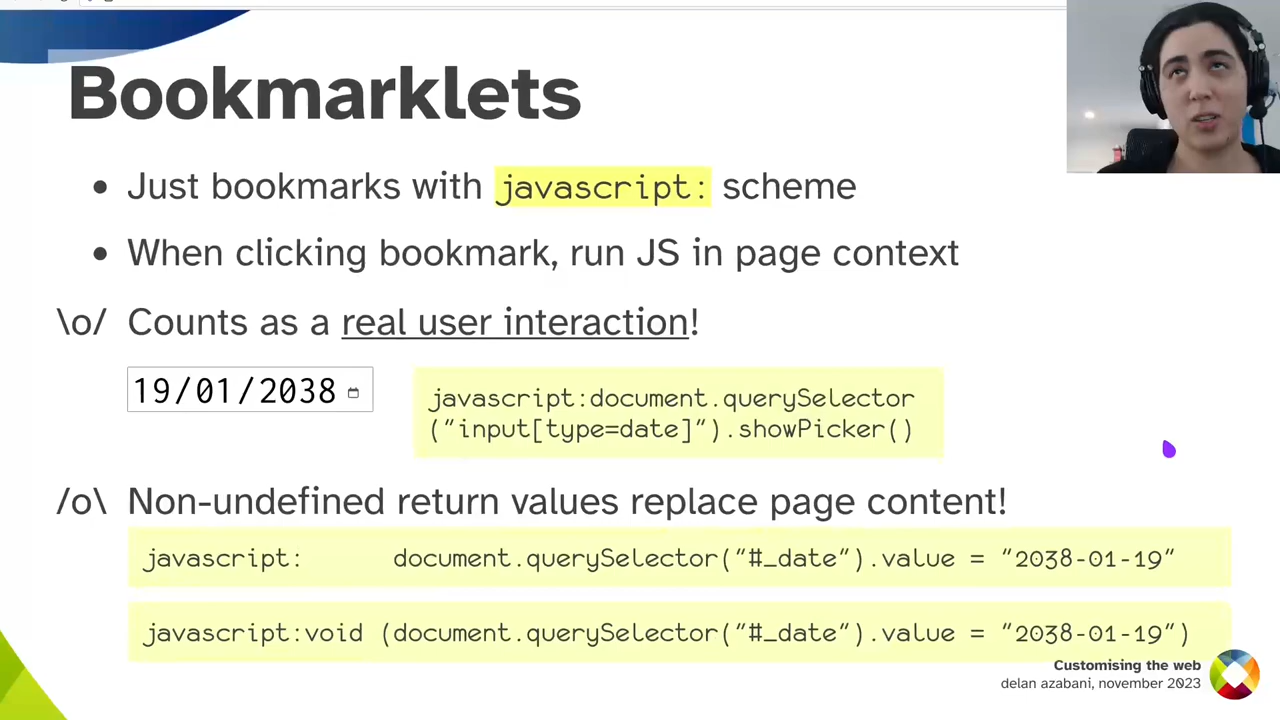 Bookmarklets
• Just bookmarks with javascript: scheme
• When clicking bookmark, run JS in page context
\o/ Counts as a real user interaction!
19/01/2038
javascript:document.querySelector
("input[type=date]").showPicker()
/o\ Non-undefined return values replace page content!
javascript:      document.querySelector("#_date").value = "2038-01-19"
javascript:void (document.querySelector("#_date").value = "2038-01-19")
Customising the web
delan azabani, november 2023